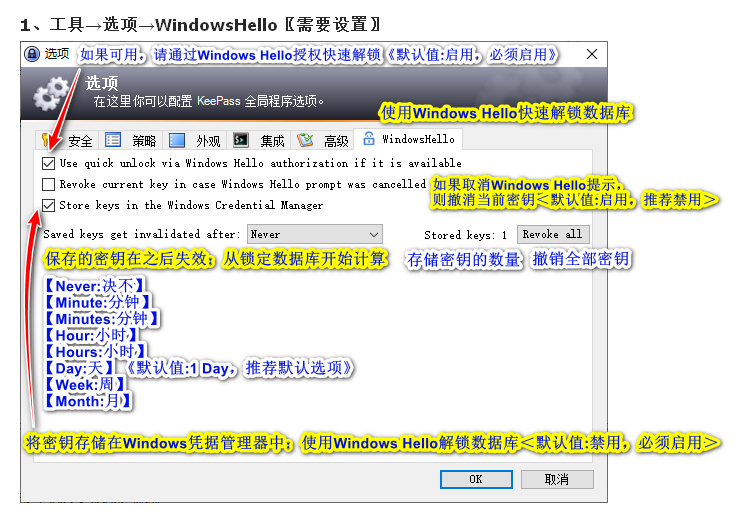 1、工具→选项→WindowsHello〖需要设置〗
选项 如果可用，请通过Windows Hello授权快速解锁《默认值:启用，必须启用》
选项
在这里你可以配置 KeePass 全局程序选项。
使用Windows Hello快速解锁数据库
安全 策略 外观 集成 高级 WindowsHello
Use quick unlock via Windows Hello authorization if it is available
Revoke current key in case Windows Hello prompt was cancelled
如果取消Windows Hello提示，
则撤消当前密钥＜默认值:启用，推荐禁用＞
Store keys in the Windows Credential Manager
Saved keys get invalidated after: Never Stored keys: 1 Revoke all
保存的密钥在之后失效；从锁定数据库开始计算 存储密钥的数量 撤销全部密钥
【Never:决不】
【Minute:分钟】
【Minutes:分钟】
【Hour:小时】
【Hours:小时】
【Day:天】《默认值:1 Day，推荐默认选项》
【Week:周】
【Month:月】
将密钥存储在Windows凭据管理器中；使用Windows Hello解锁数据库＜默认值:禁用，必须启用＞
OK 取消